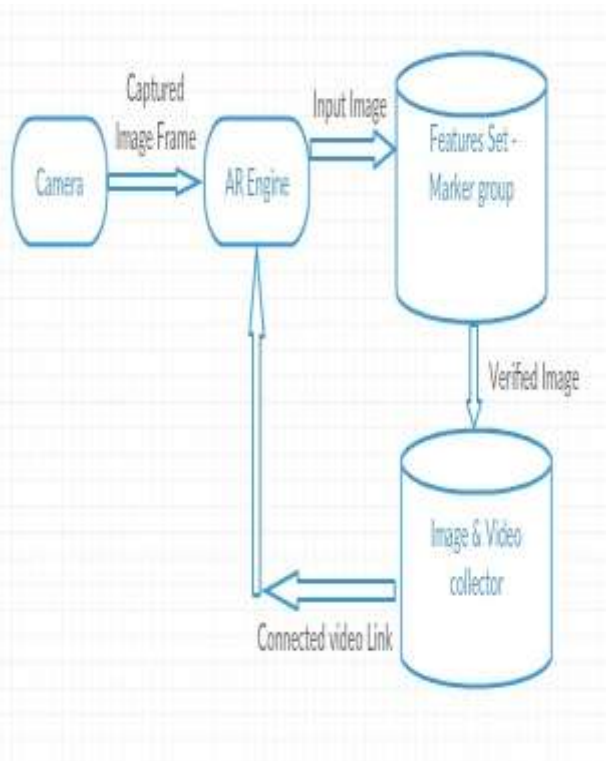 Captured
Image Frame
Camera
AR Engine
Input Image
Features Set -
Marker group
Verified Image
Image & Video
collector
Connected video Link